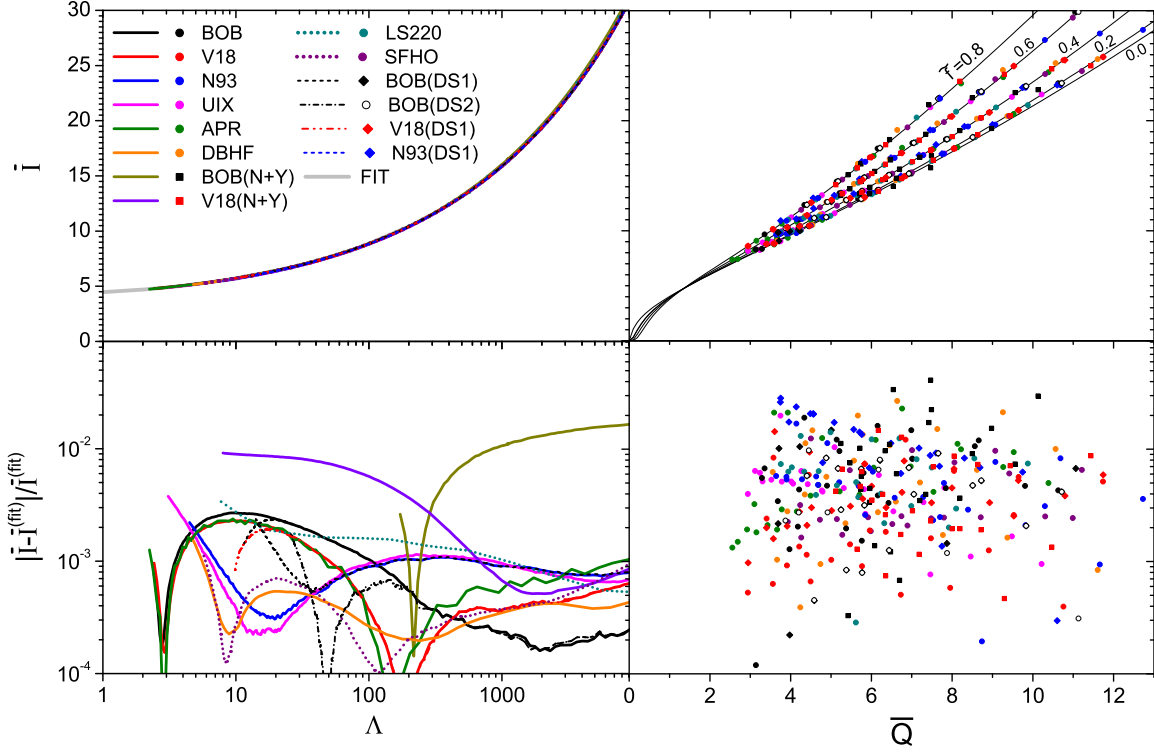 30
25
20
15
10
5
0
Ī
BOB
V18
N93
UIX
APR
DBHF
BOB(N+Y)
V18(N+Y)
LS220
SFHO
BOB(DS1)
BOB(DS2)
V18(DS1)
N93(DS1)
FIT
f̃=0.8
0.6
0.4
0.2
0.0
|Ī-Ī^(fit)|/Ī^(fit)
10^-2
10^-3
10^-4
1
10
100
1000
Λ
0
2
4
6
8
10
12
Q̄